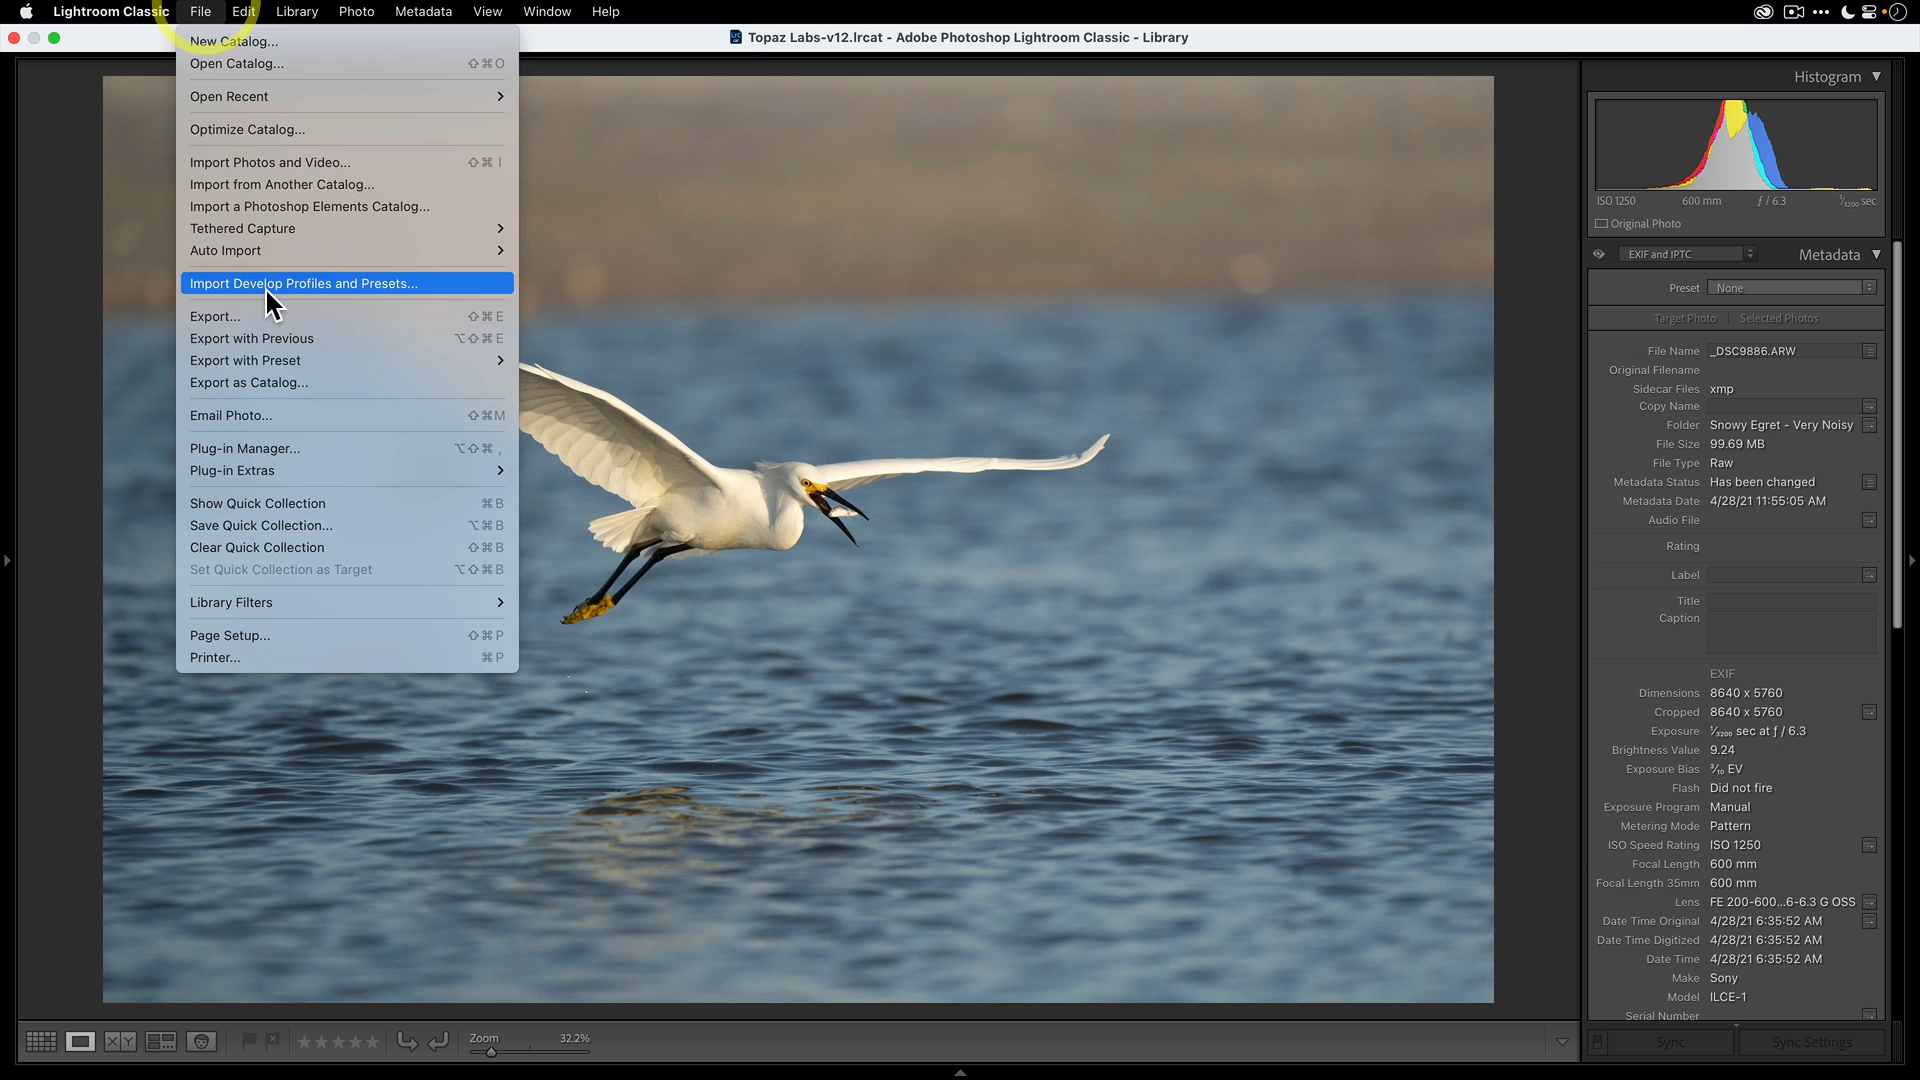 Lightroom Classic File Edit Library Photo Metadata View Window Help
Topaz Labs-v12.lrcat - Adobe Photoshop Lightroom Classic - Library
New Catalog...
Open Catalog... ⇧⌘O
Open Recent
Optimize Catalog...
Import Photos and Video... ⇧⌘I
Import from Another Catalog...
Import a Photoshop Elements Catalog...
Tethered Capture
Auto Import
Import Develop Profiles and Presets...
Export... ⇧⌘E
Export with Previous ⌥⇧⌘E
Export with Preset
Export as Catalog...
Email Photo... ⇧⌘M
Plug-in Manager... ⌥⇧⌘,
Plug-in Extras
Show Quick Collection ⌘B
Save Quick Collection... ⌥⌘B
Clear Quick Collection ⇧⌘B
Set Quick Collection as Target ⌥⇧⌘B
Library Filters
Page Setup... ⇧⌘P
Printer... ⌘P
Histogram
ISO 1250 600 mm ƒ / 6.3 1/3200 sec
Original Photo
EXIF and IPTC Metadata
Preset None
Target Photo | Selected Photos
File Name _DSC9886.ARW
Original Filename
Sidecar Files xmp
Copy Name
Folder Snowy Egret - Very Noisy
File Size 99.69 MB
File Type Raw
Metadata Status Has been changed
Metadata Date 4/28/21 11:55:05 AM
Audio File
Rating
Label
Title
Caption
EXIF
Dimensions 8640 x 5760
Cropped 8640 x 5760
Exposure 1/3200 sec at ƒ / 6.3
Brightness Value 9.24
Exposure Bias 3/10 EV
Flash Did not fire
Exposure Program Manual
Metering Mode Pattern
ISO Speed Rating ISO 1250
Focal Length 600 mm
Focal Length 35mm 600 mm
Lens FE 200-600...6-6.3 G OSS
Date Time Original 4/28/21 6:35:52 AM
Date Time Digitized 4/28/21 6:35:52 AM
Date Time 4/28/21 6:35:52 AM
Make Sony
Model ILCE-1
Serial Number
X Y Zoom 32.2%
Sync Sync Settings